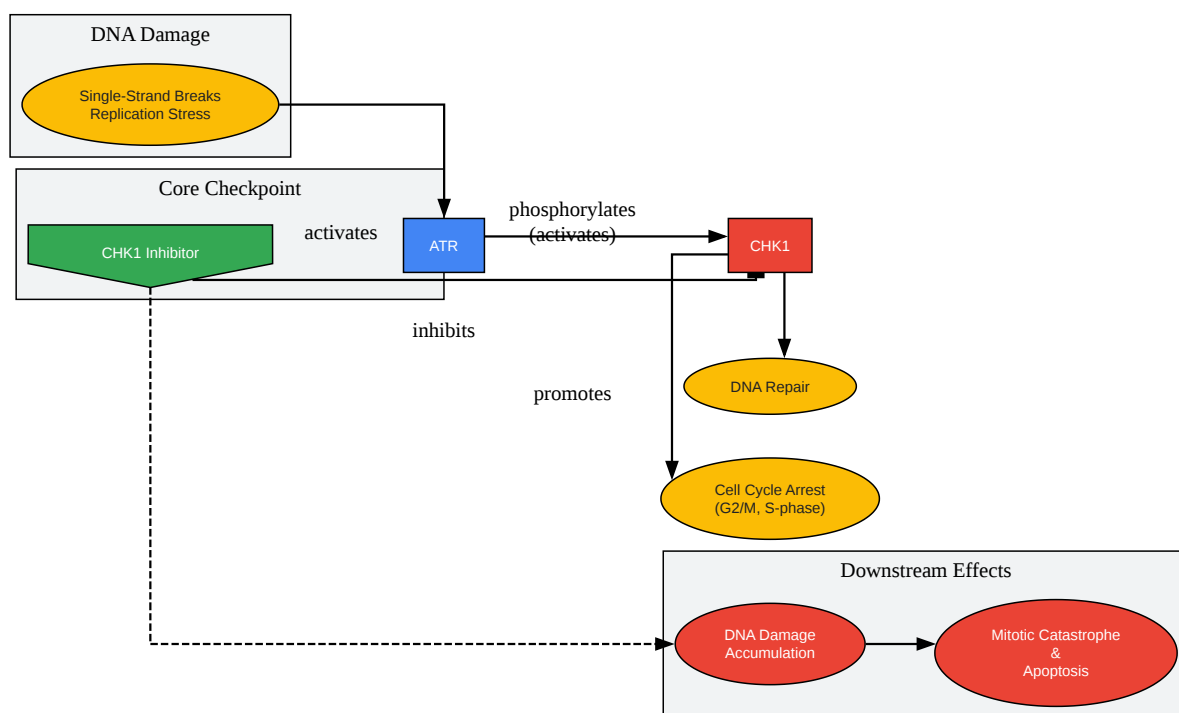 DNA Damage
Single-Strand Breaks
Replication Stress
Core Checkpoint
CHK1 Inhibitor
activates
ATR
phosphorylates
(activates)
CHK1
inhibits
promotes
DNA Repair
Cell Cycle Arrest
(G2/M, S-phase)
Downstream Effects
DNA Damage
Accumulation
Mitotic Catastrophe
&
Apoptosis